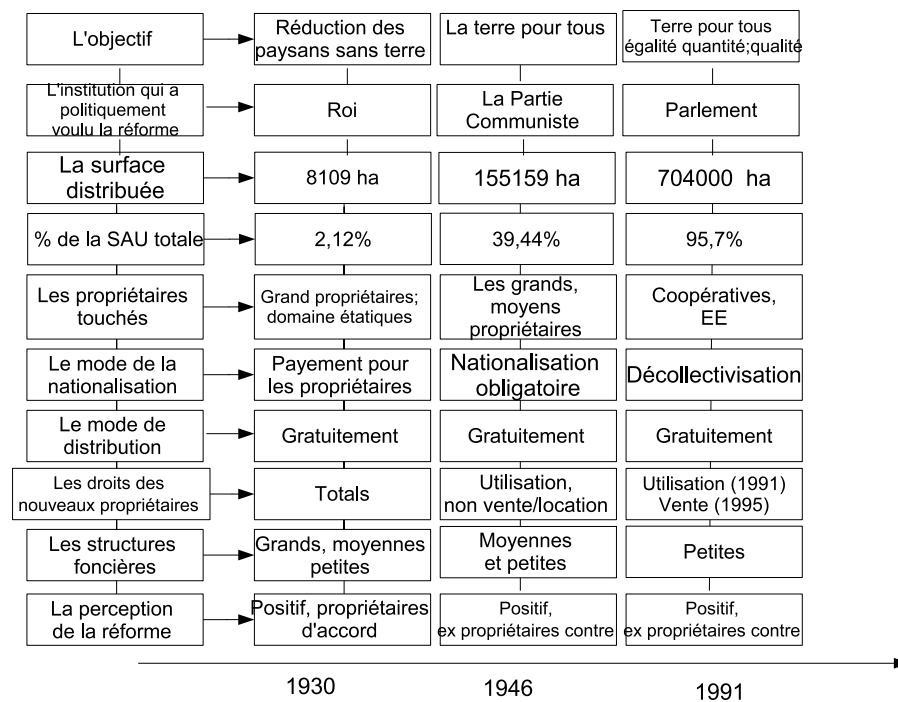 L'objectif
Réduction des
paysans sans terre
La terre pour tous
Terre pour tous
égalité quantité;qualité
L'institution qui a
politiquement
voulu la réforme
Roi
La Partie
Communiste
Parlement
La surface
distribuée
8109 ha
155159 ha
704000 ha
% de la SAU totale
2,12%
39,44%
95,7%
Les propriétaires
touchés
Grand propriétaires;
domaine étatiques
Les grands,
moyens
propriétaires
Coopératives,
EE
Le mode de la
nationalisation
Payement pour
les propriétaires
Nationalisation
obligatoire
Décollectivisation
Le mode de
distribution
Gratuitement
Gratuitement
Gratuitement
Les droits des
nouveaux propriétaires
Totals
Utilisation,
non vente/location
Utilisation (1991)
Vente (1995)
Les structures
foncières
Grands, moyennes
petites
Moyennes
et petites
Petites
La perception
de la réforme
Positif, propriétaires
d'accord
Positif,
ex propriétaires contre
Positif,
ex propriétaires contre
1930
1946
1991